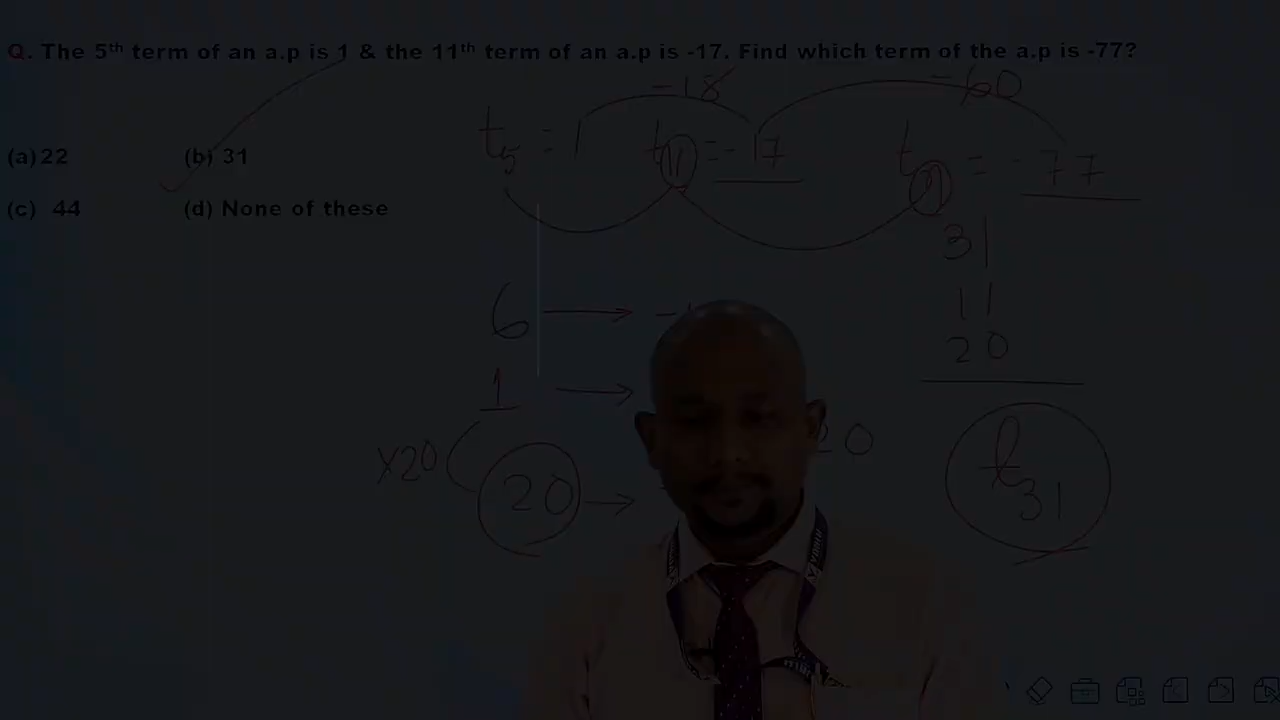 Q. The 5th term of an a.p is 1 & the 11th term of an a.p is -17. Find which term of the a.p is -77?
-18
-60
t5 = 1
t11 = -17
= -77
(a) 22
(b) 31
(c) 44
(d) None of these
31
11
20
6 →
1 →
x20
20 →
20
t31